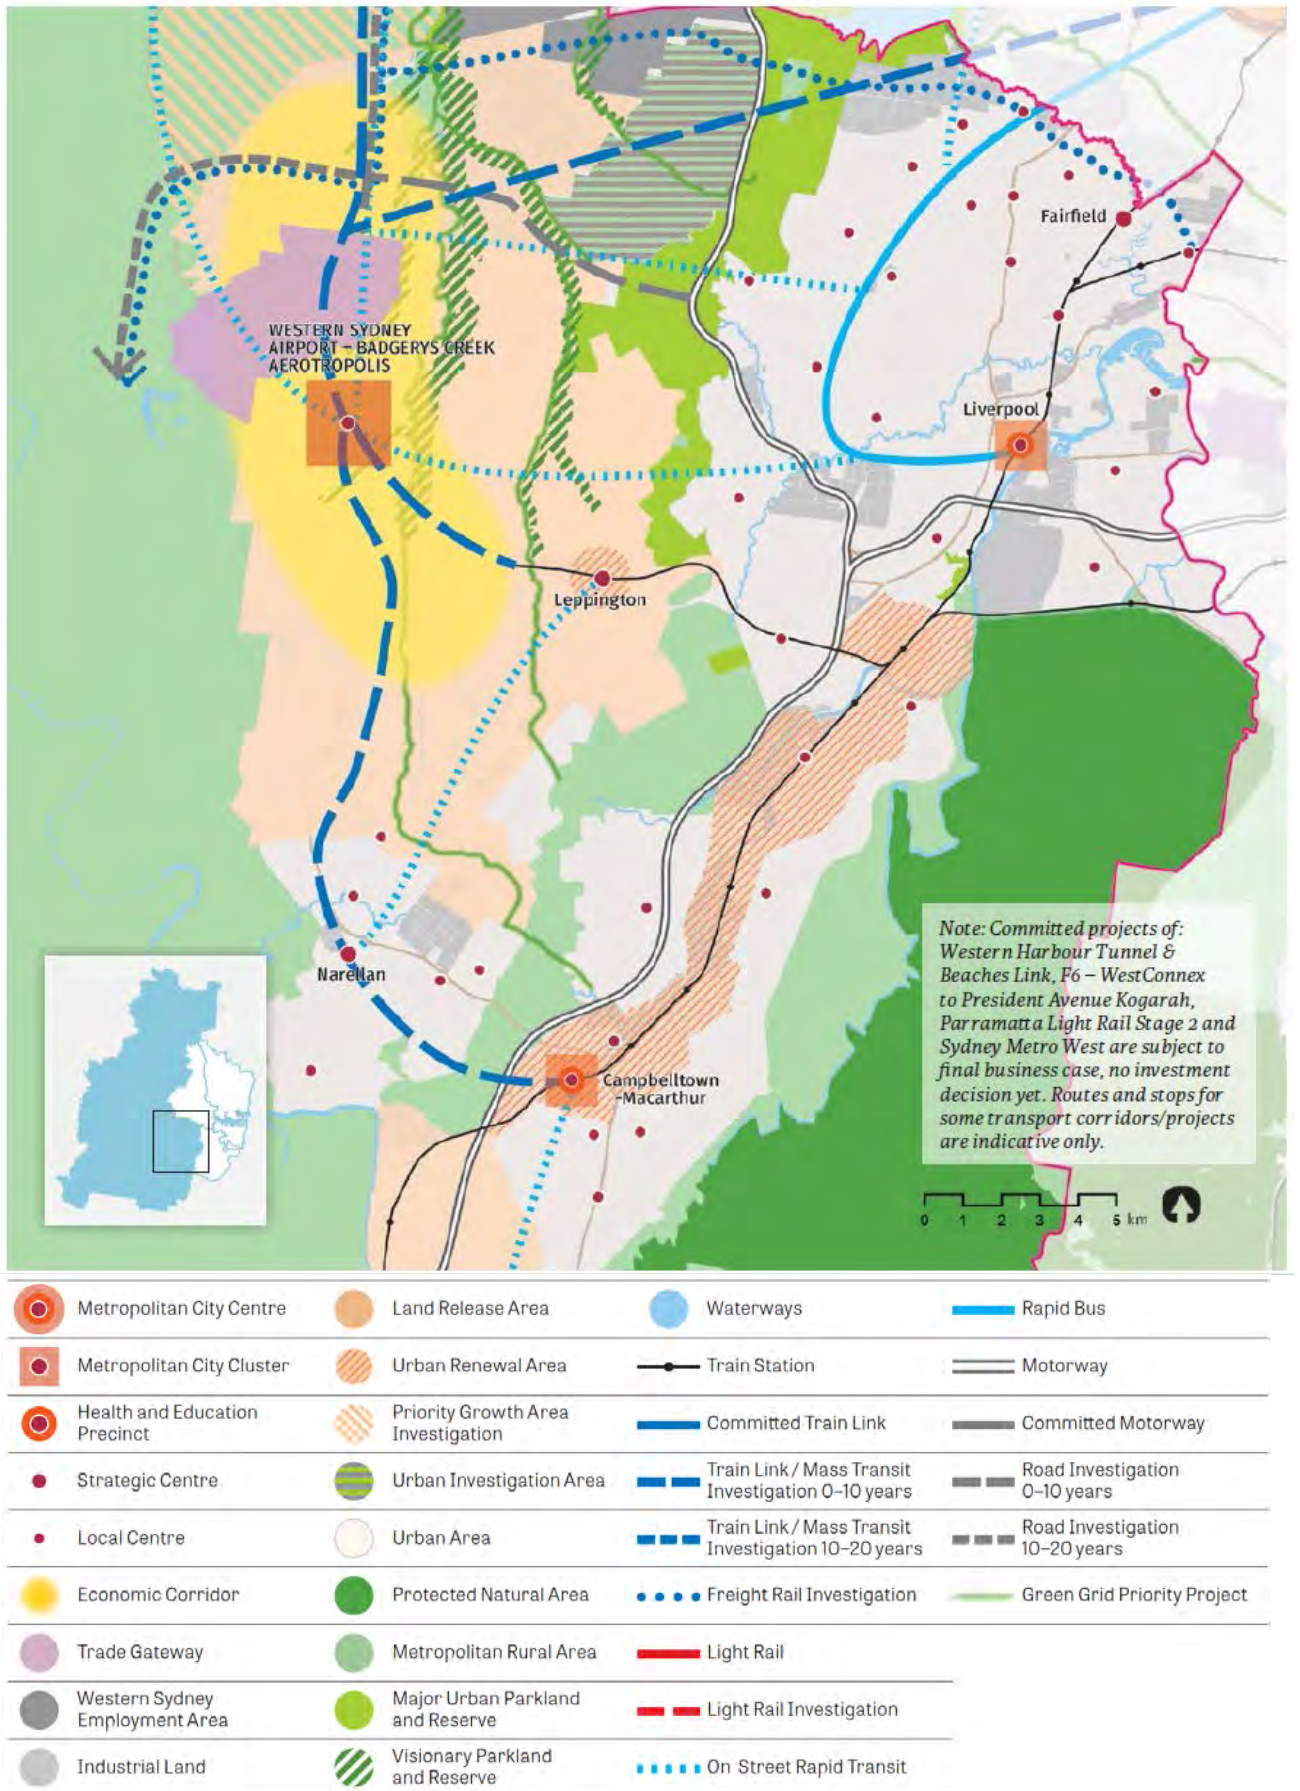 Fairfield
WESTERN SYDNEY
AIRPORT – BADGERYS CREEK
AEROTROPOLIS
Liverpool
Leppington
Narellan
Campbelltown
-Macarthur
Note: Committed projects of:
Western Harbour Tunnel &
Beaches Link, F6 – WestConnex
to President Avenue Kogarah,
Parramatta Light Rail Stage 2 and
Sydney Metro West are subject to
final business case, no investment
decision yet. Routes and stops for
some transport corridors/projects
are indicative only.
0 1 2 3 4 5 km
Metropolitan City Centre
Metropolitan City Cluster
Health and Education
Precinct
Strategic Centre
Local Centre
Economic Corridor
Trade Gateway
Western Sydney
Employment Area
Industrial Land
Land Release Area
Urban Renewal Area
Priority Growth Area
Investigation
Urban Investigation Area
Urban Area
Protected Natural Area
Metropolitan Rural Area
Major Urban Parkland
and Reserve
Visionary Parkland
and Reserve
Waterways
Train Station
Committed Train Link
Train Link / Mass Transit
Investigation 0–10 years
Train Link / Mass Transit
Investigation 10–20 years
Freight Rail Investigation
Light Rail
Light Rail Investigation
On Street Rapid Transit
Rapid Bus
Motorway
Committed Motorway
Road Investigation
0–10 years
Road Investigation
10–20 years
Green Grid Priority Project